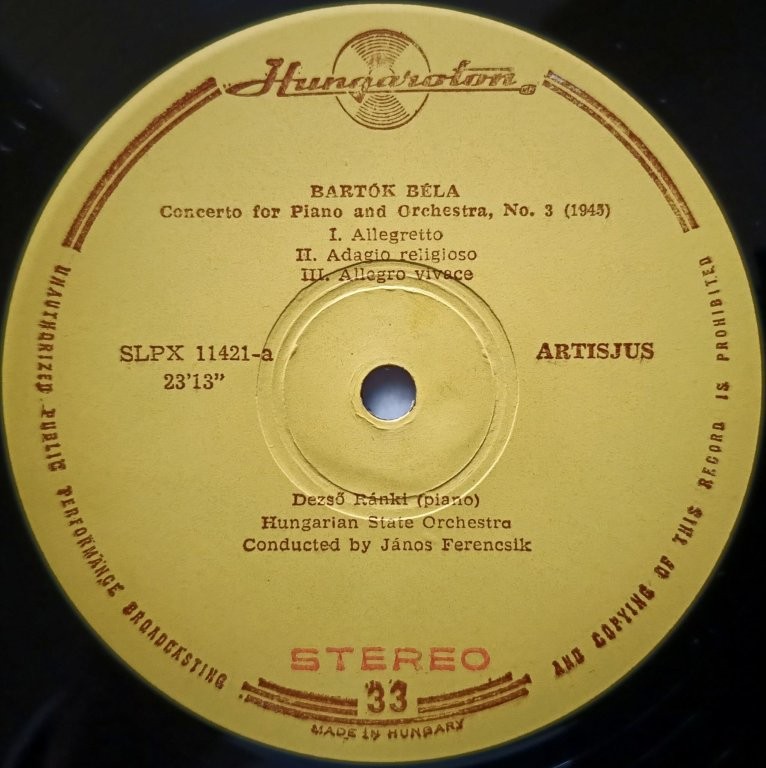 Hungaroton
BARTÓK BÉLA
Concerto for Piano and Orchestra, No. 3 (1945)
I. Allegretto
II. Adagio religioso
III. Allegro vivace
SLPX 11421-a
23'13”
ARTISJUS
Dezső Ránki (piano)
Hungarian State Orchestra
Conducted by János Ferencsik
STEREO
33
MADE IN HUNGARY
UNAUTHORIZED PUBLIC PERFORMANCE BROADCASTING AND COPYING OF THIS RECORD IS PROHIBITED